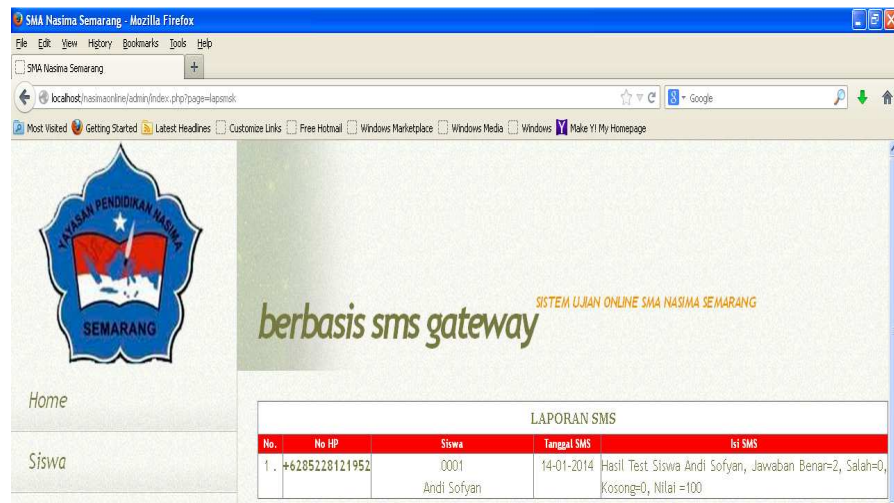 SMA Nasima Semarang - Mozilla Firefox
File Edit View History Bookmarks Tools Help
SMA Nasima Semarang +
localhost/nasimaonline/admin/index.php?page=lapsmsk Google
Most Visited Getting Started Latest Headlines Customize Links Free Hotmail Windows Marketplace Windows Media Windows Make Y! My Homepage
YAYASAN PENDIDIKAN NASIMA
SEMARANG
SISTEM UJIAN ONLINE SMA NASIMA SEMARANG
berbasis sms gateway
Home
Siswa
LAPORAN SMS
No. No HP Siswa Tanggal SMS Isi SMS
1 . +6285228121952 0001 14-01-2014 Hasil Test Siswa Andi Sofyan, Jawaban Benar=2, Salah=0,
Andi Sofyan Kosong=0, Nilai =100